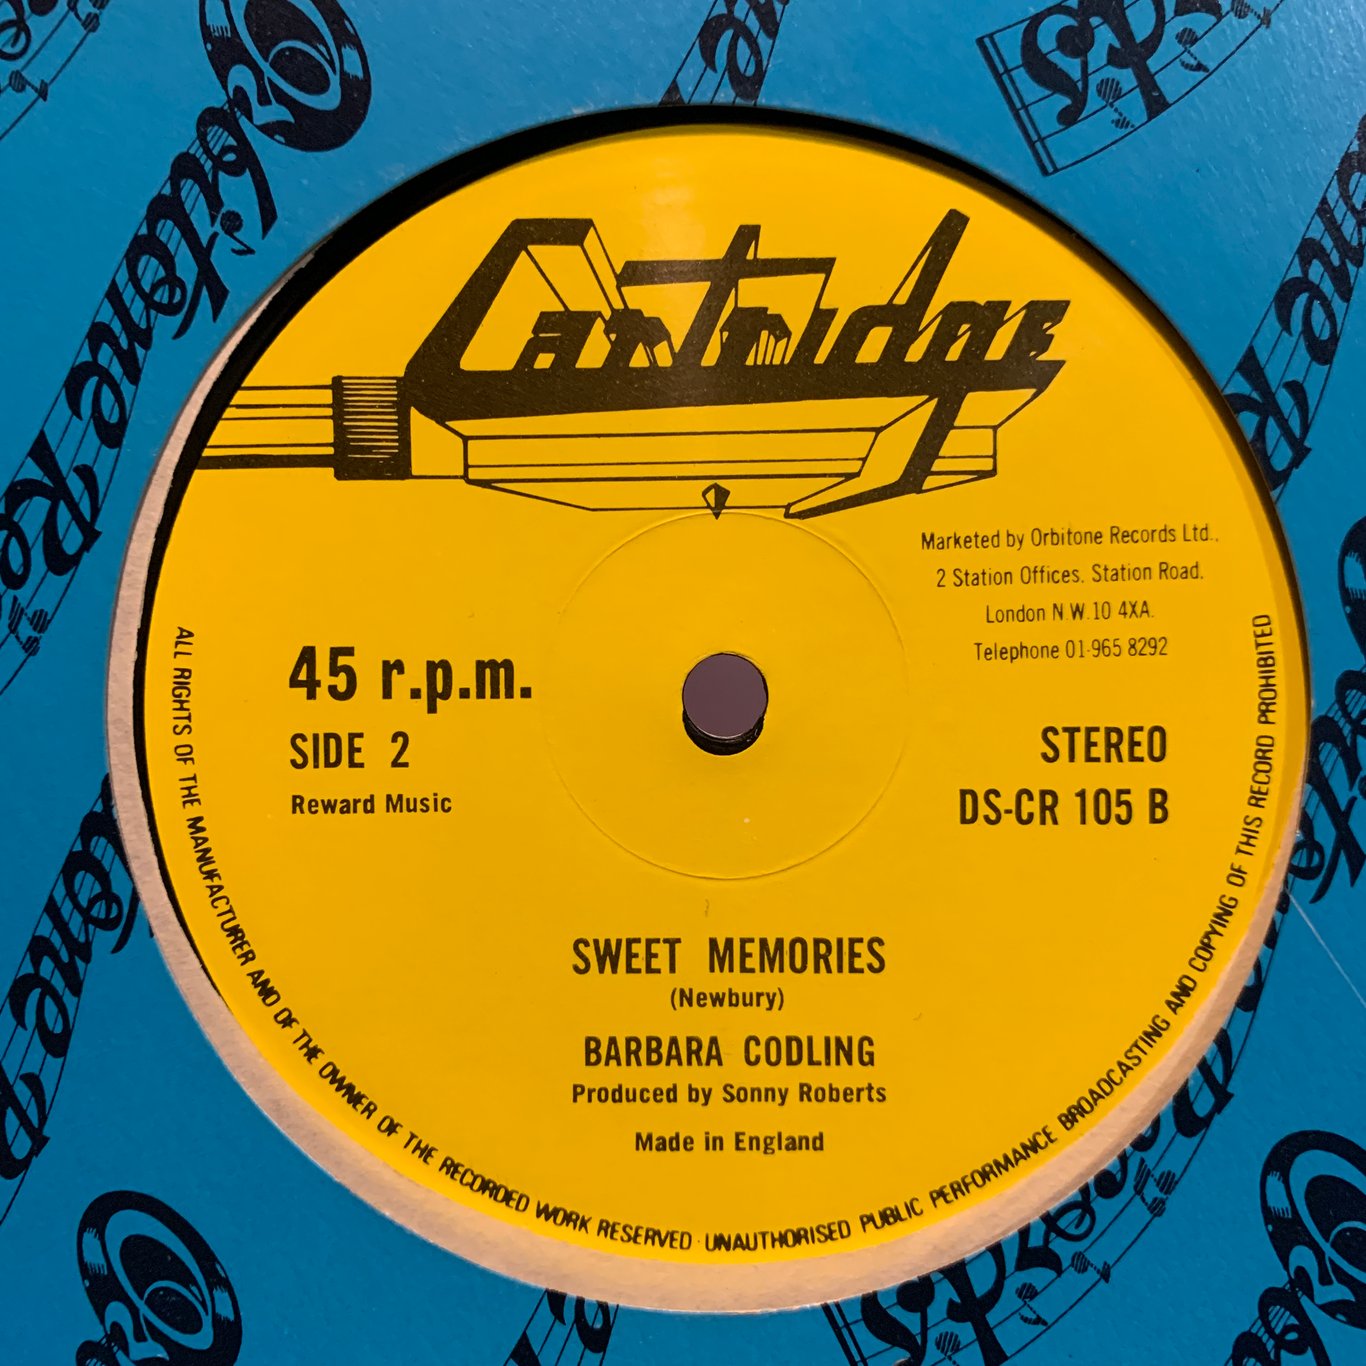 Cartridge
Marketed by Orbitone Records Ltd.,
2 Station Offices, Station Road,
London N.W.10 4XA.
Telephone 01-965 8292
45 r.p.m.
SIDE 2
Reward Music
STEREO
DS-CR 105 B
SWEET MEMORIES
(Newbury)
BARBARA CODLING
Produced by Sonny Roberts
Made in England
ALL RIGHTS OF THE MANUFACTURER AND OF THE OWNER OF THE RECORDED WORK RESERVED · UNAUTHORISED PUBLIC PERFORMANCE BROADCASTING AND COPYING OF THIS RECORD PROHIBITED
Orbitone Re